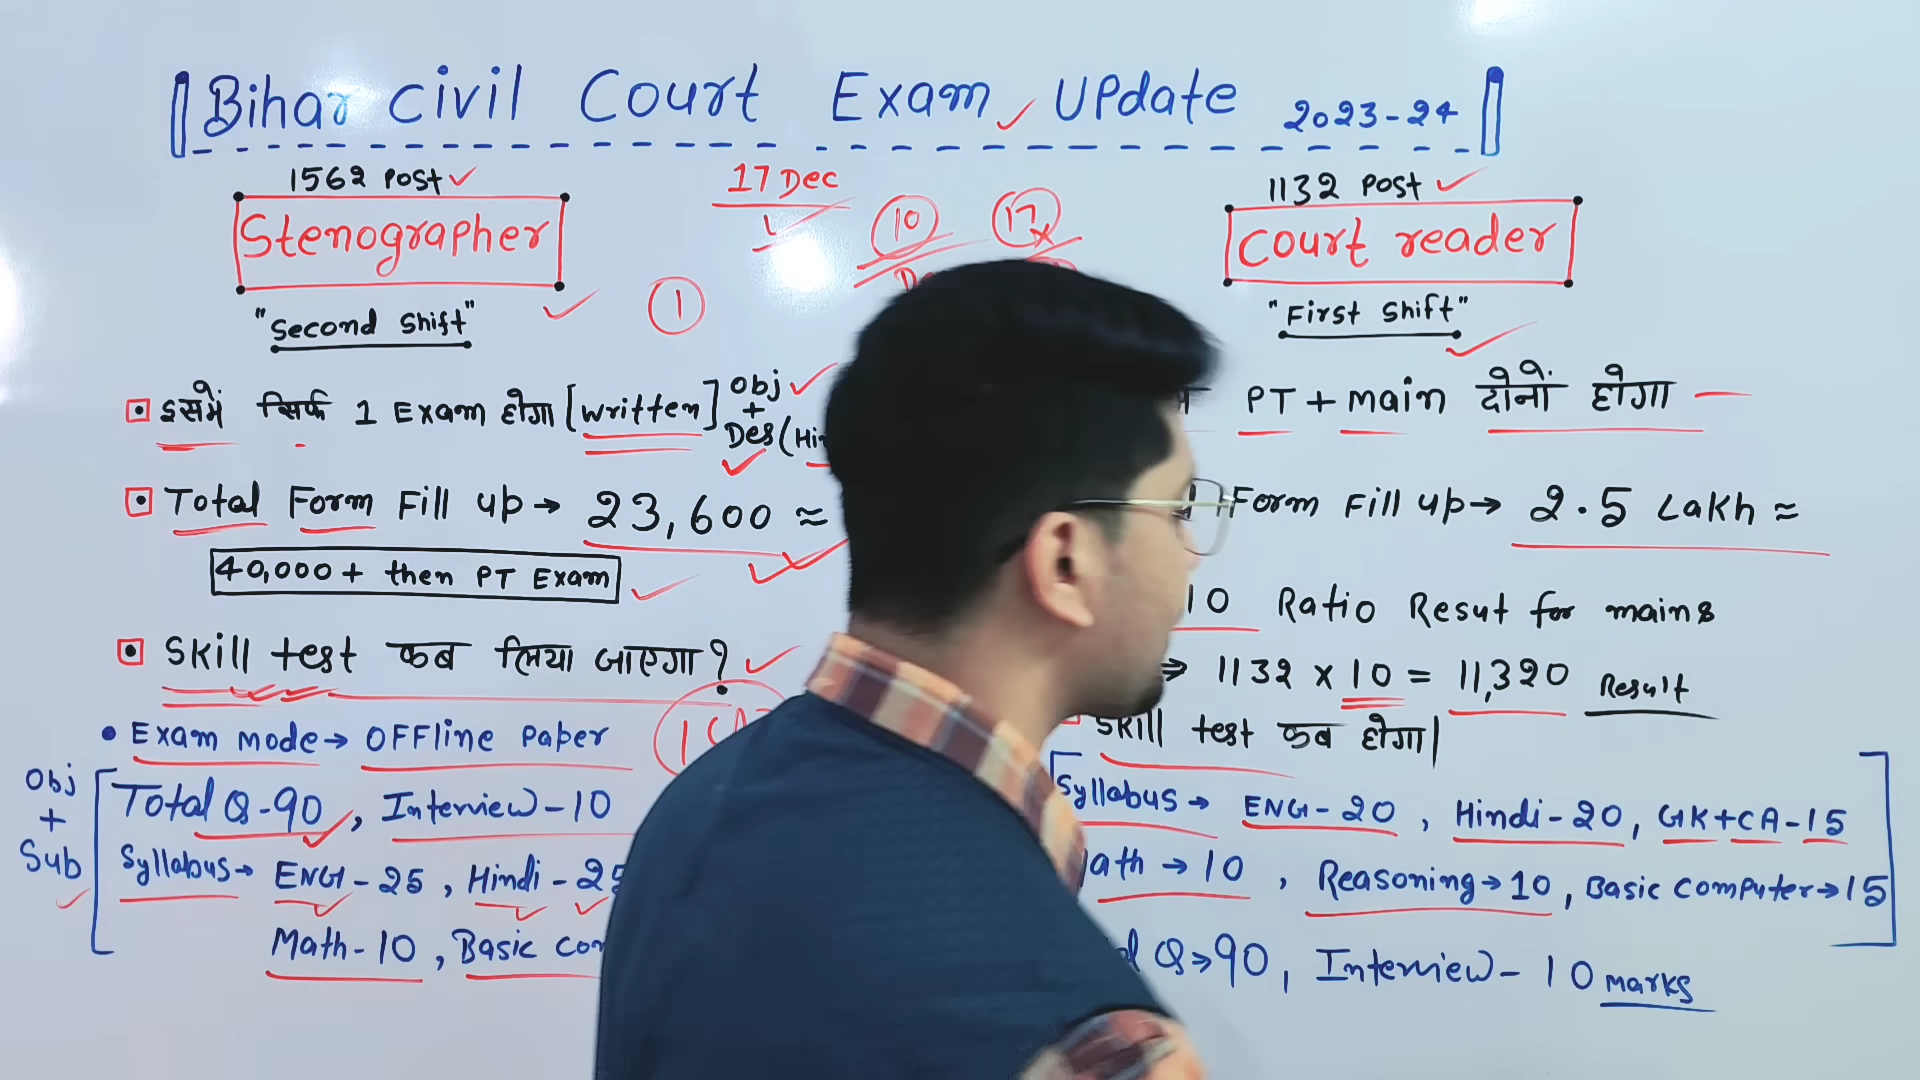 Bihar Civil Court Exam Update 2023-24
1562 Post
Stenographer
"Second Shift"
17 Dec
10
17
1
1132 Post
Court reader
"First Shift"
इसमें सिर्फ 1 Exam होगा [written] Obj
+
Des (Hin
Total Form Fill up → 23,600 ≈
40,000+ then PT Exam
Skill test कब लिया जाएगा?
• Exam mode → OFFline Paper
Obj
+
Sub
Total Q-90, Interview-10
Syllabus → ENG-25, Hindi-25
Math-10, Basic com
PT + main दोनों होगा
Form Fill up → 2.5 Lakh ≈
10 Ratio Resut for mains
⇒ 1132 x 10 = 11,320 Result
Skill test कब होगा|
Syllabus → ENG-20, Hindi-20, GK+CA-15
Math → 10, Reasoning → 10, Basic Computer → 15
Q → 90, Interview - 10 marks